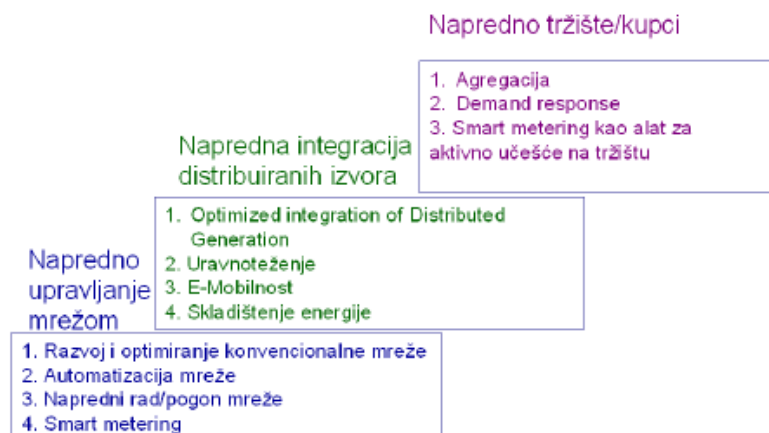 Napredno tržište/kupci
1. Agregacija
2. Demand response
3. Smart metering kao alat za
aktivno učešće na tržištu
Napredna integracija
distribuiranih izvora
1. Optimized integration of Distributed
Generation
2. Uravnoteženje
3. E-Mobilnost
4. Skladištenje energije
Napredno
upravljanje
mrežom
1. Razvoj i optimiranje konvencionalne mreže
2. Automatizacija mreže
3. Napredni rad/pogon mreže
4. Smart metering